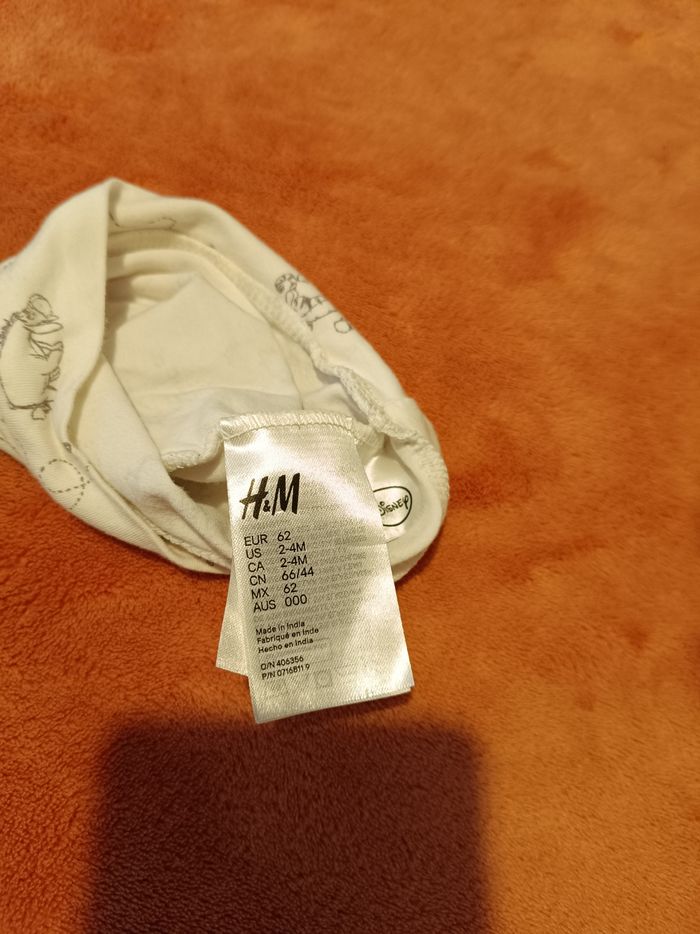 H&M
DISNEY
EUR 62
US 2-4M
CA 2-4M
CN 66/44
MX 62
AUS 000
Made in India
Fabriqué en Inde
Hecho en India
O/N 406356
P/N 0716811 9